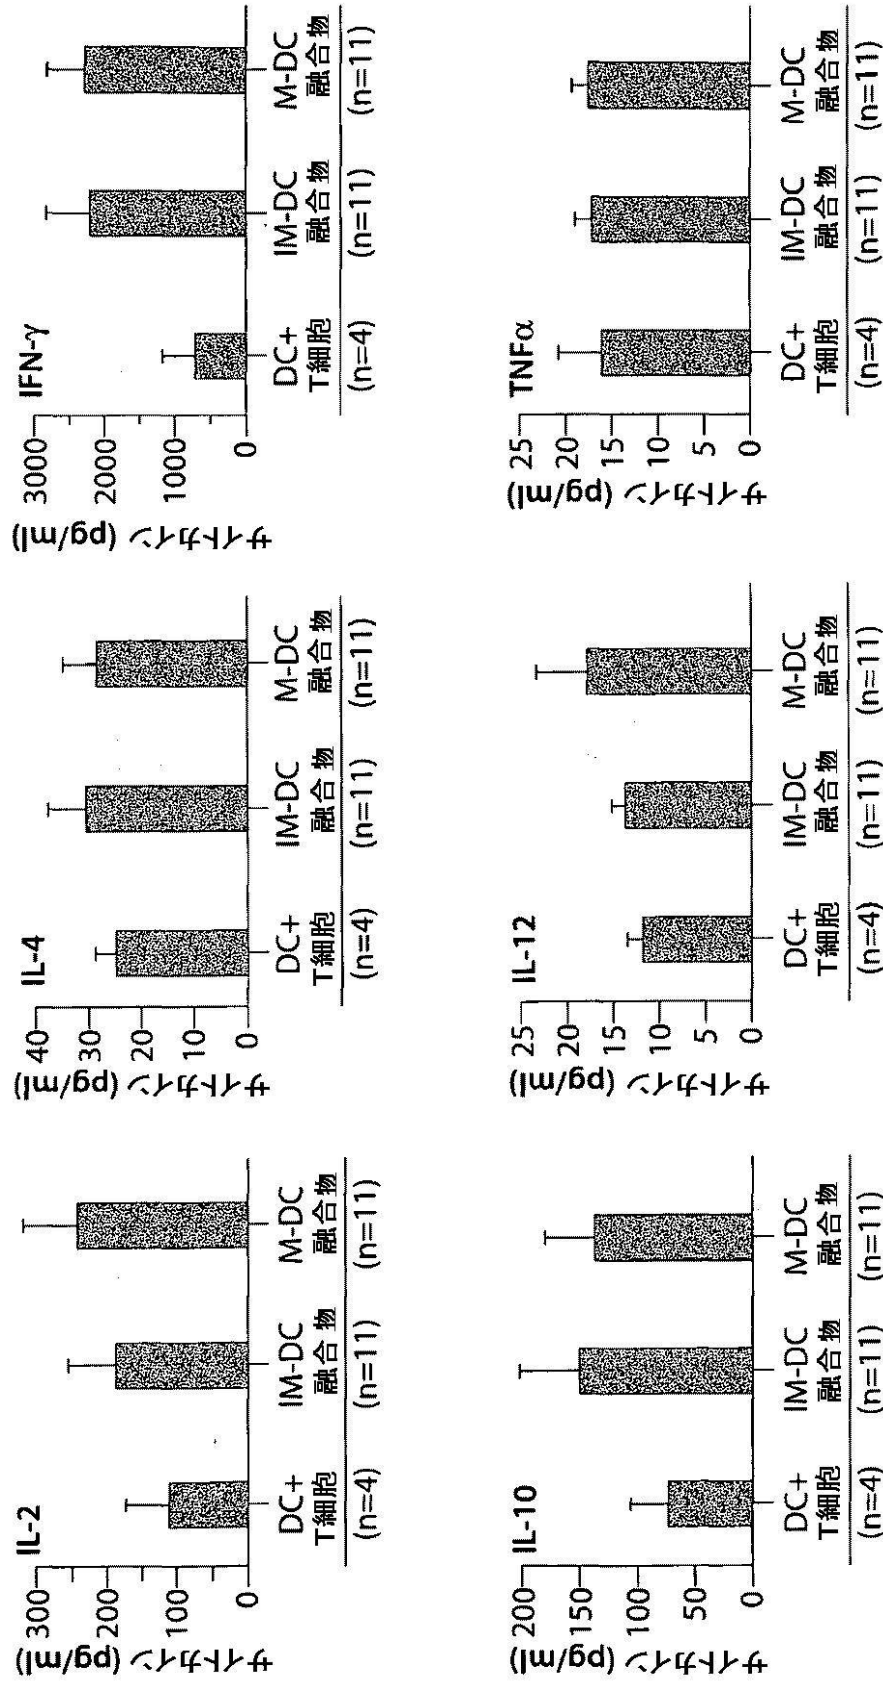 IL-2
サイトカイン (pg/ml)
300
200
100
0
DC+
T細胞
(n=4)
IM-DC
融合物
(n=11)
M-DC
融合物
(n=11)
IL-4
サイトカイン (pg/ml)
40
30
20
10
0
DC+
T細胞
(n=4)
IM-DC
融合物
(n=11)
M-DC
融合物
(n=11)
IFN-γ
サイトカイン (pg/ml)
3000
2000
1000
0
DC+
T細胞
(n=4)
IM-DC
融合物
(n=11)
M-DC
融合物
(n=11)
IL-10
サイトカイン (pg/ml)
200
150
100
50
0
DC+
T細胞
(n=4)
IM-DC
融合物
(n=11)
M-DC
融合物
(n=11)
IL-12
サイトカイン (pg/ml)
25
20
15
10
5
0
DC+
T細胞
(n=4)
IM-DC
融合物
(n=11)
M-DC
融合物
(n=11)
TNFα
サイトカイン (pg/ml)
25
20
15
10
5
0
DC+
T細胞
(n=4)
IM-DC
融合物
(n=11)
M-DC
融合物
(n=11)